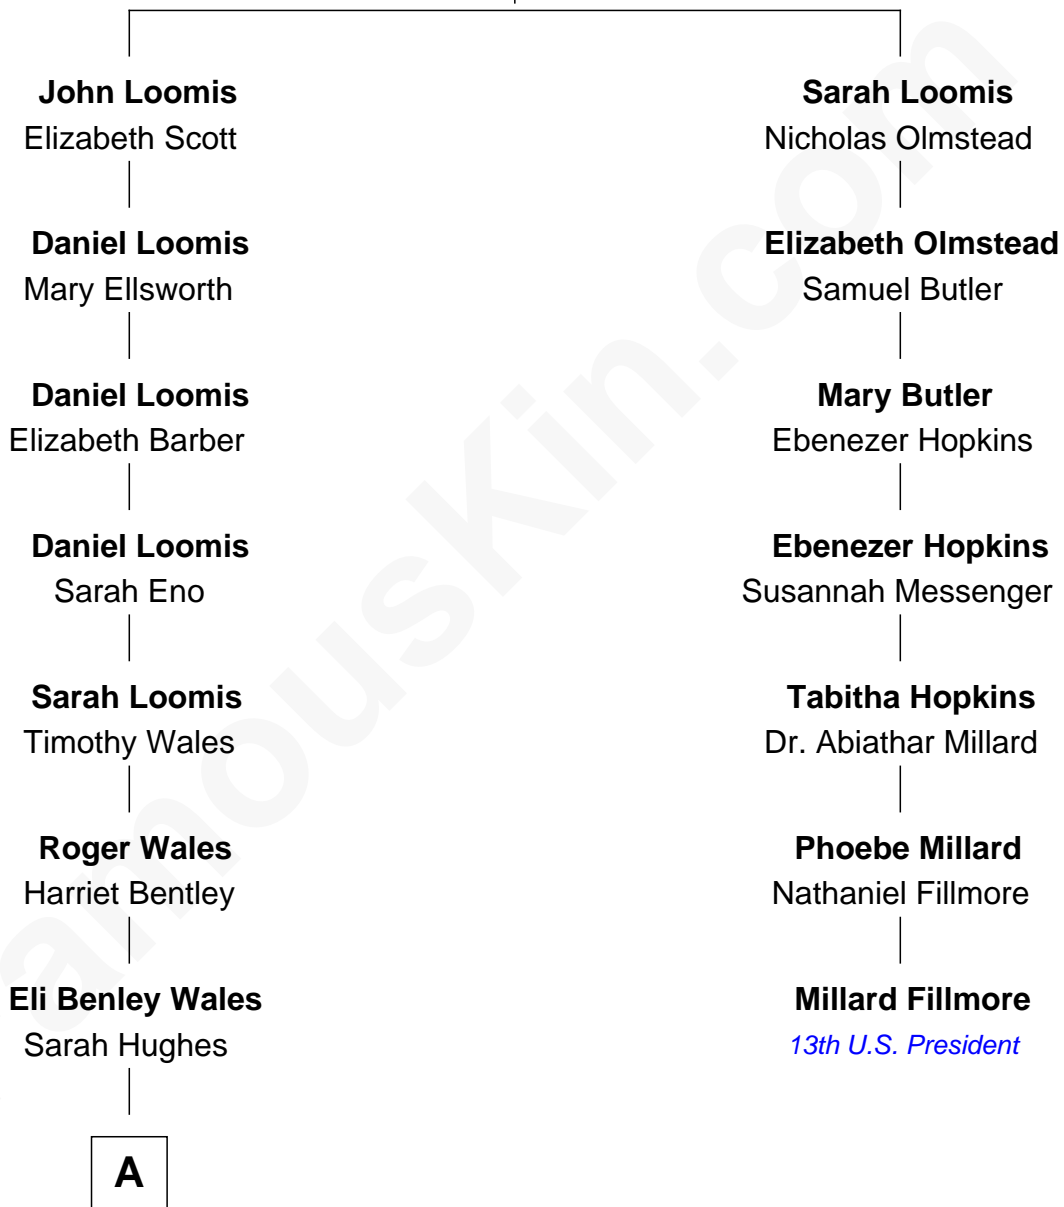 John Loomis
Elizabeth Scott
Daniel Loomis
Mary Ellsworth
Daniel Loomis
Elizabeth Barber
Daniel Loomis
Sarah Eno
Sarah Loomis
Timothy Wales
Roger Wales
Harriet Bentley
Eli Benley Wales
Sarah Hughes
A
Sarah Loomis
Nicholas Olmstead
Elizabeth Olmstead
Samuel Butler
Mary Butler
Ebenezer Hopkins
Ebenezer Hopkins
Susannah Messenger
Tabitha Hopkins
Dr. Abiathar Millard
Phoebe Millard
Nathaniel Fillmore
Millard Fillmore
13th U.S. President
amouskin.com